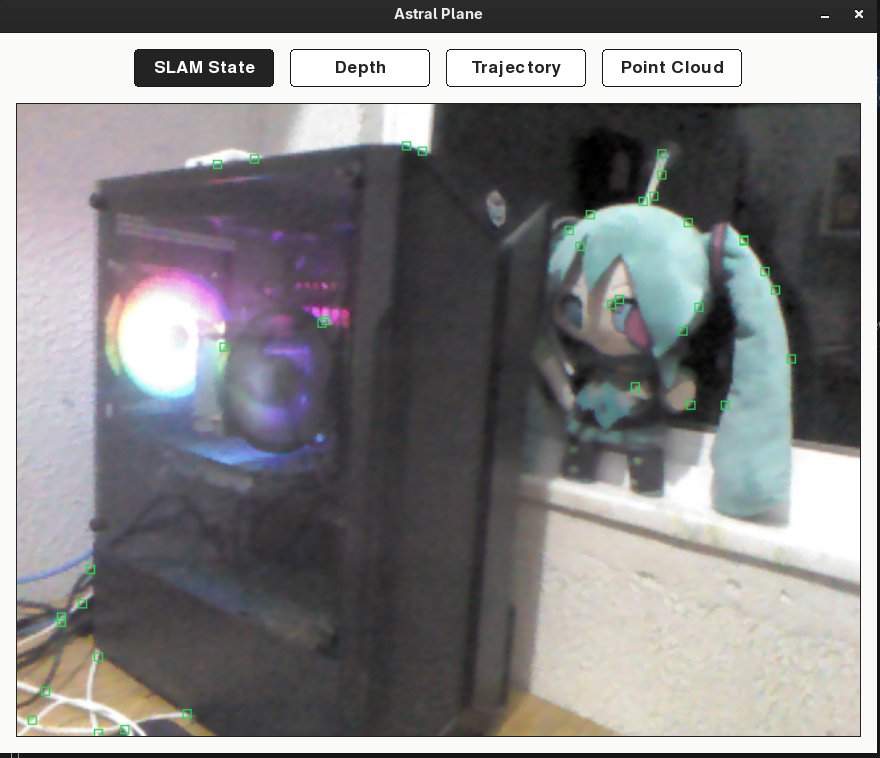 Astral Plane
SLAM State
Depth
Trajectory
Point Cloud